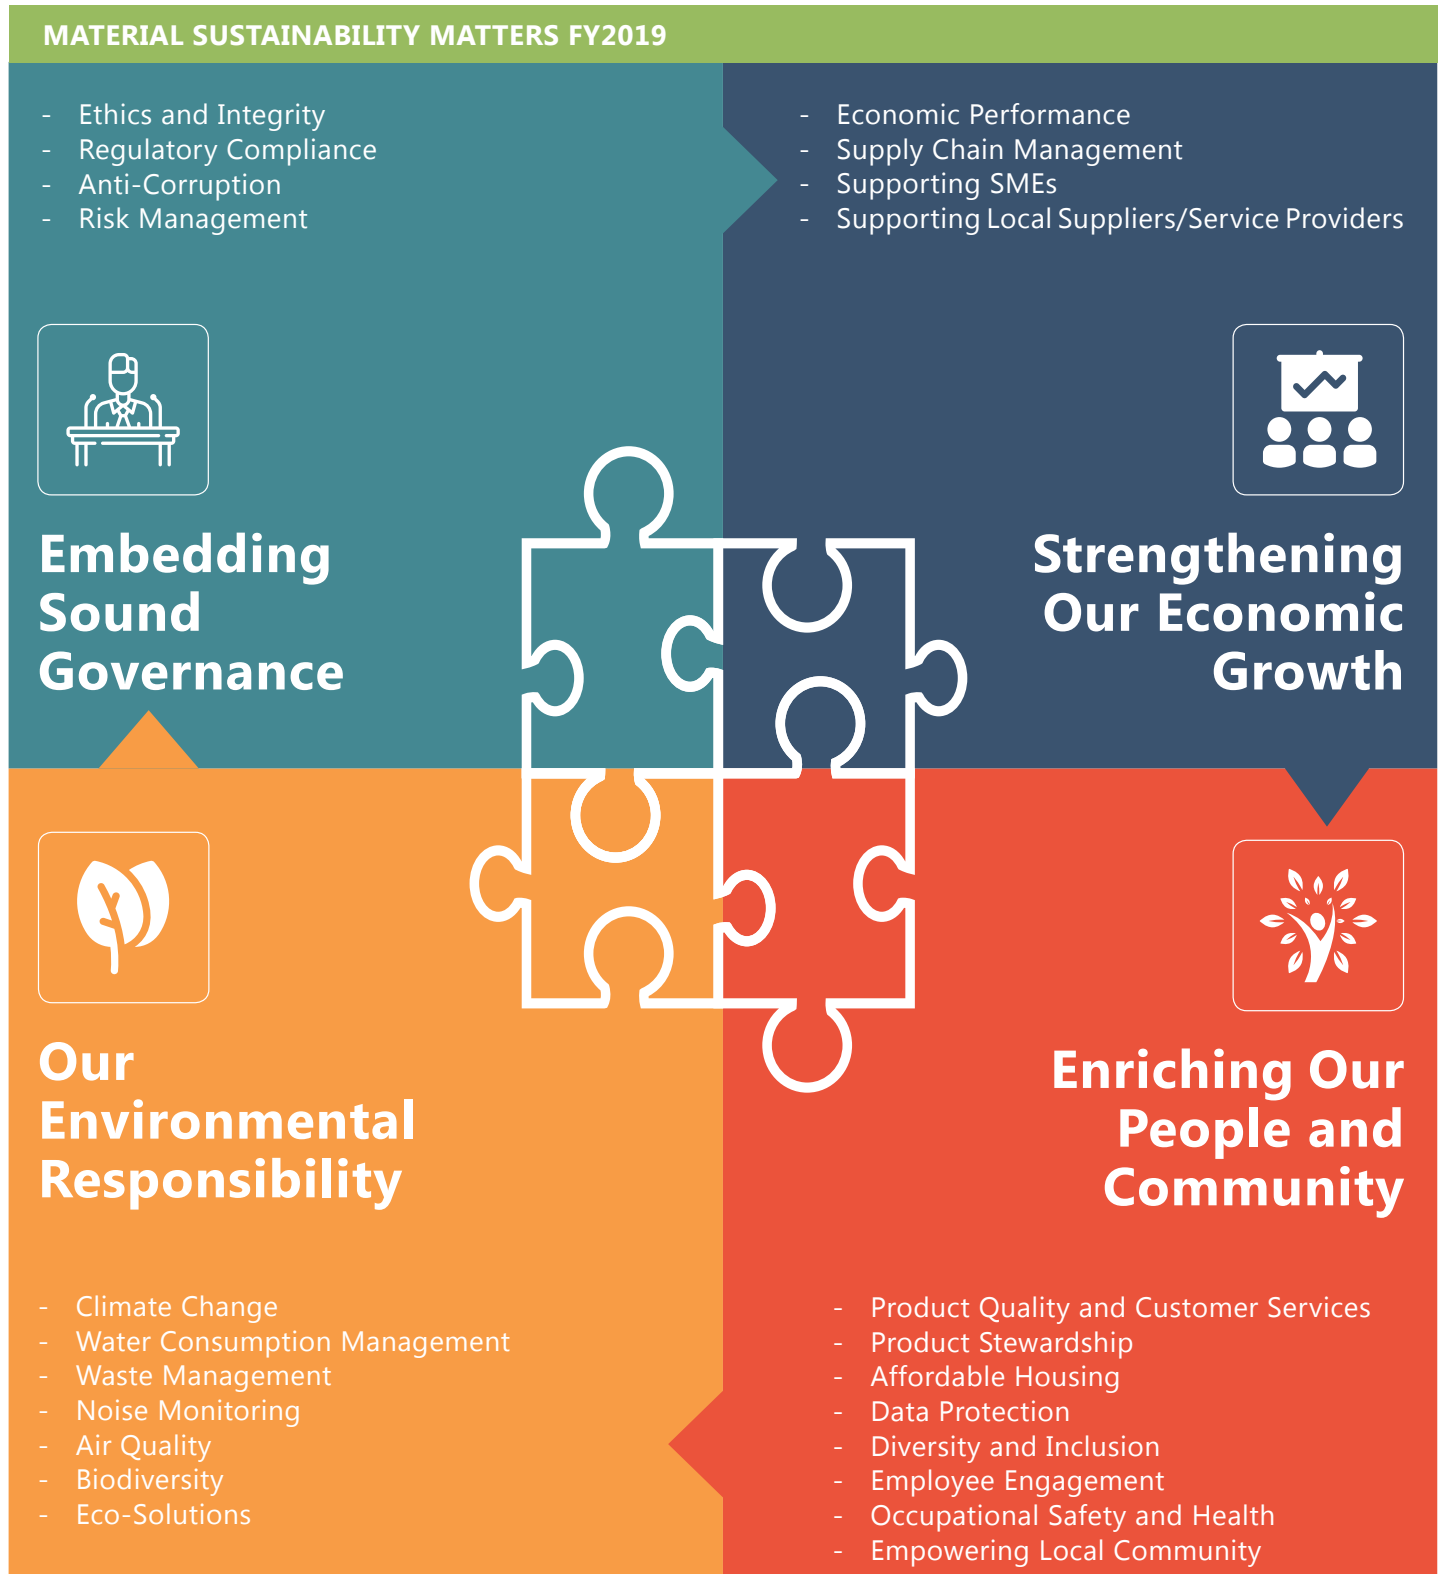 MATERIAL SUSTAINABILITY MATTERS FY2019
- Ethics and Integrity
- Regulatory Compliance
- Anti-Corruption
- Risk Management
Embedding
Sound
Governance
- Economic Performance
- Supply Chain Management
- Supporting SMEs
- Supporting Local Suppliers/Service Providers
Strengthening
Our Economic
Growth
Our
Environmental
Responsibility
- Climate Change
- Water Consumption Management
- Waste Management
- Noise Monitoring
- Air Quality
- Biodiversity
- Eco-Solutions
Enriching Our
People and
Community
- Product Quality and Customer Services
- Product Stewardship
- Affordable Housing
- Data Protection
- Diversity and Inclusion
- Employee Engagement
- Occupational Safety and Health
- Empowering Local Community